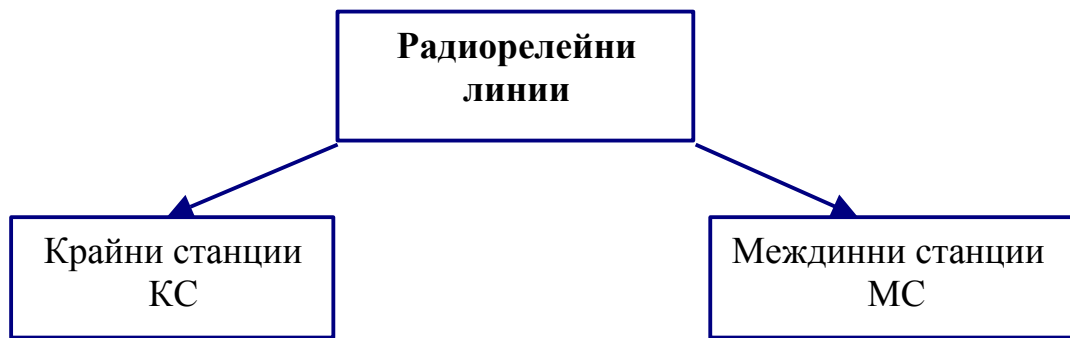 Радиорелейни
линии
Крайни станции
КС
Междинни станции
МС